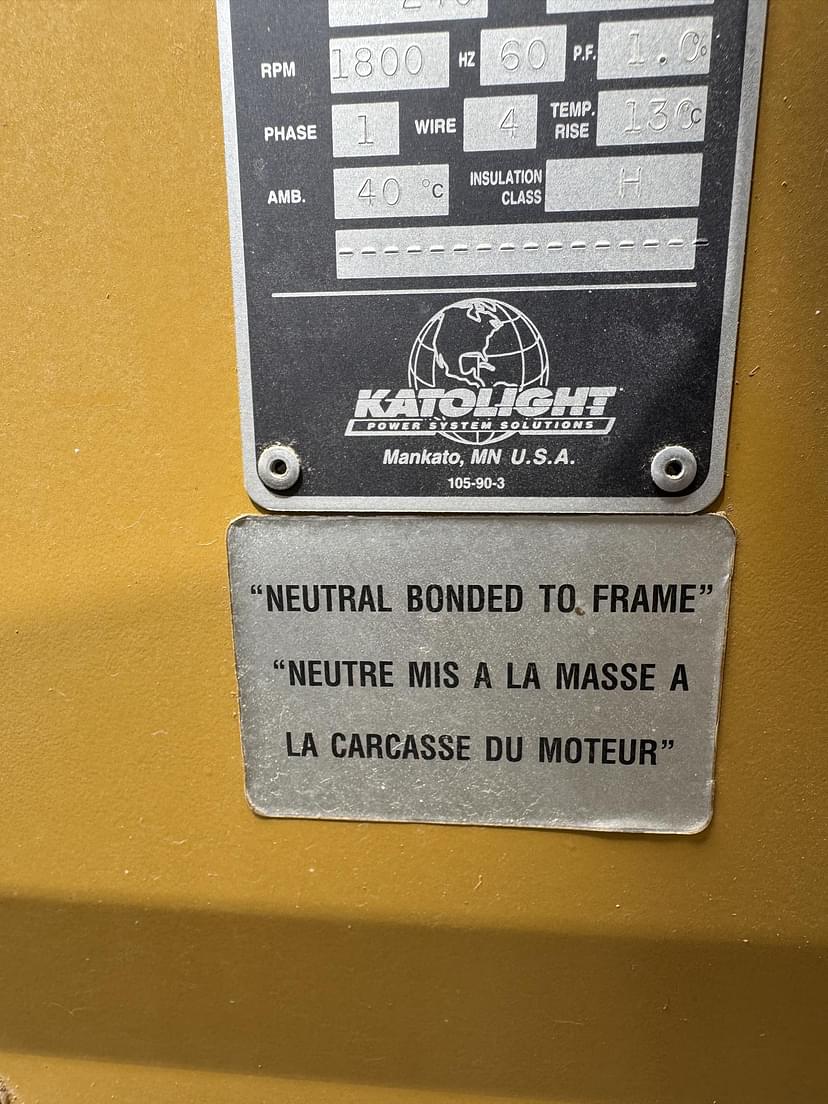 RPM 1800 HZ 60 P.F. 1.0 %
PHASE 1 WIRE 4 TEMP. RISE 130 °C
AMB. 40 °C INSULATION CLASS H
----------------
KATOLIGHT
POWER SYSTEM SOLUTIONS
Mankato, MN U.S.A.
105-90-3
“NEUTRAL BONDED TO FRAME”
“NEUTRE MIS A LA MASSE A
LA CARCASSE DU MOTEUR”